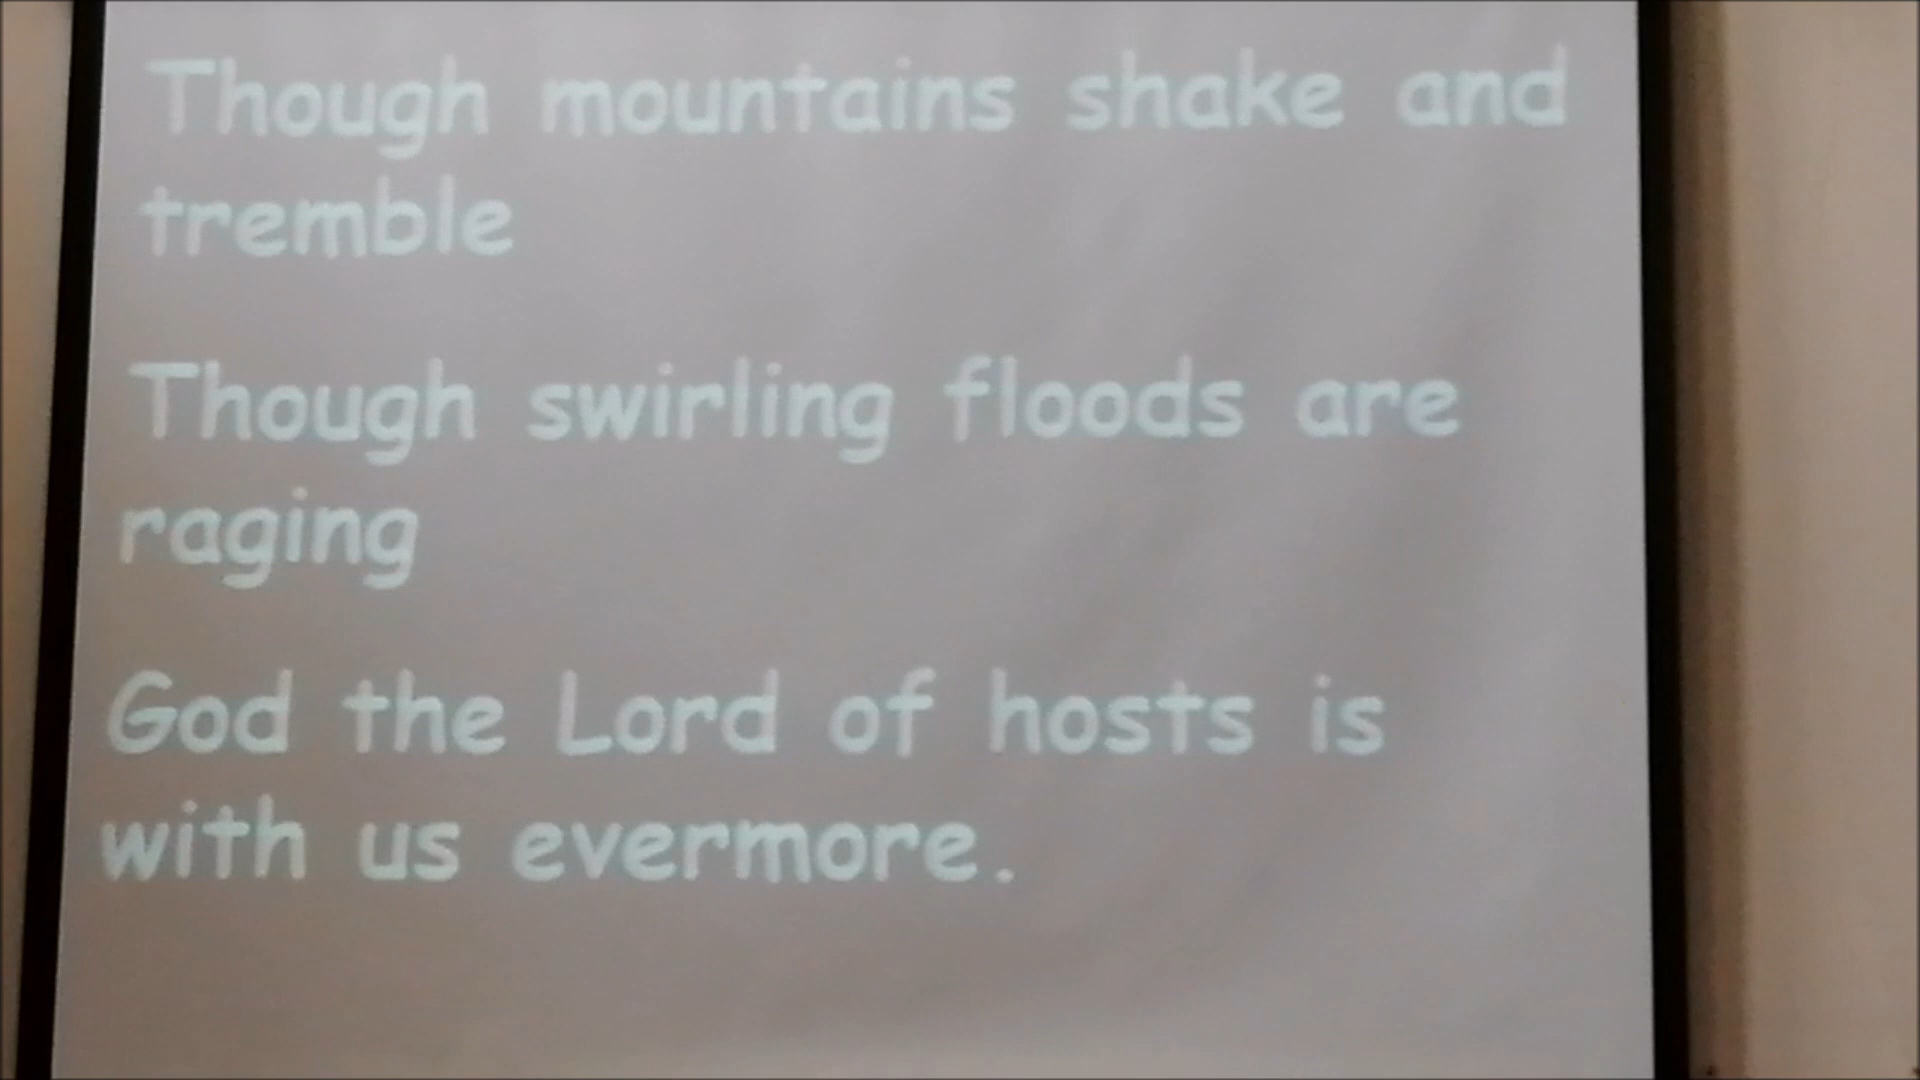 Though mountains shake and
tremble
Though swirling floods are
raging
God the Lord of hosts is
with us evermore.